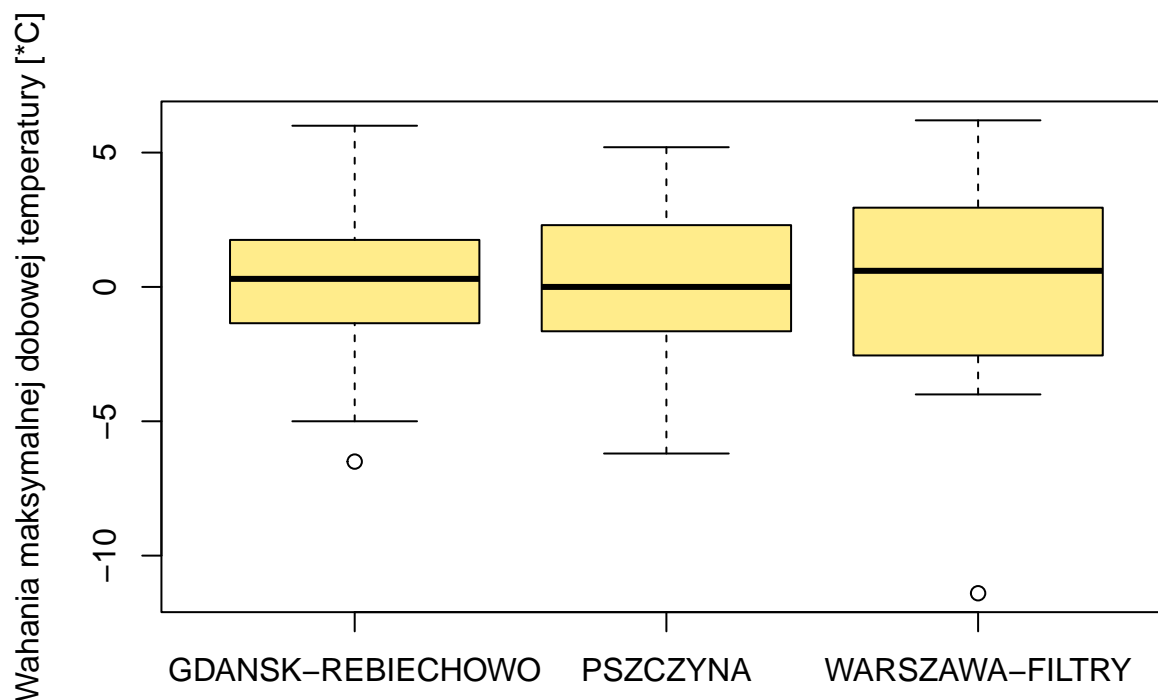 Wahania maksymalnej dobowej temperatury [*C]
5
0
−5
−10
GDANSK−REBIECHOWO
PSZCZYNA
WARSZAWA−FILTRY